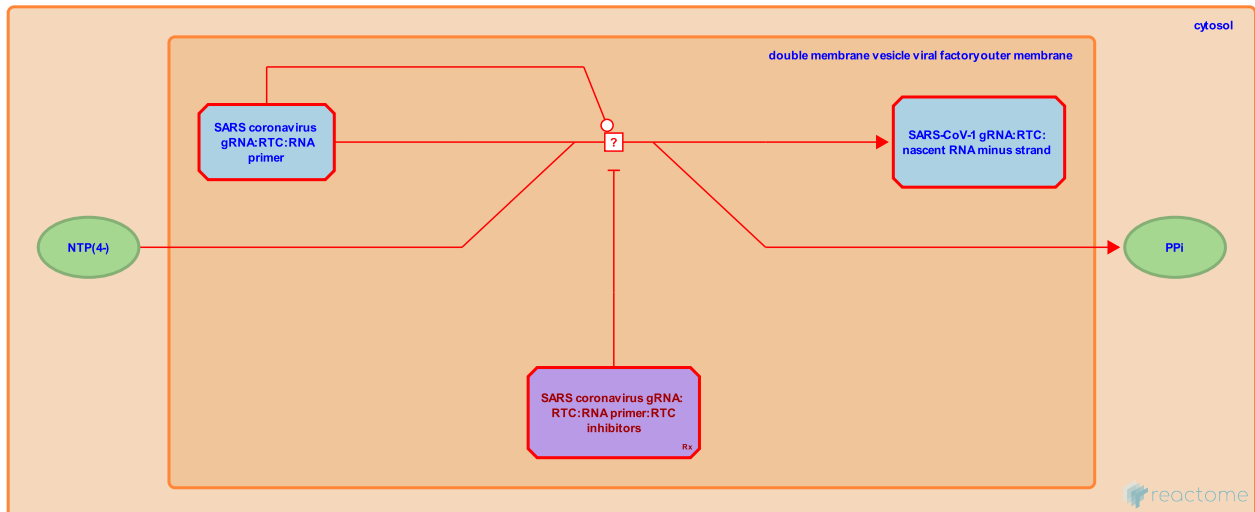 cytosol
double membrane vesicle viral factoryouter membrane
SARS coronavirus
gRNA:RTC:RNA
primer
?
SARS-CoV-1 gRNA:RTC:
nascent RNA minus strand
NTP(4-)
PPi
SARS coronavirus gRNA:
RTC:RNA primer:RTC
inhibitors
Rx
reactome